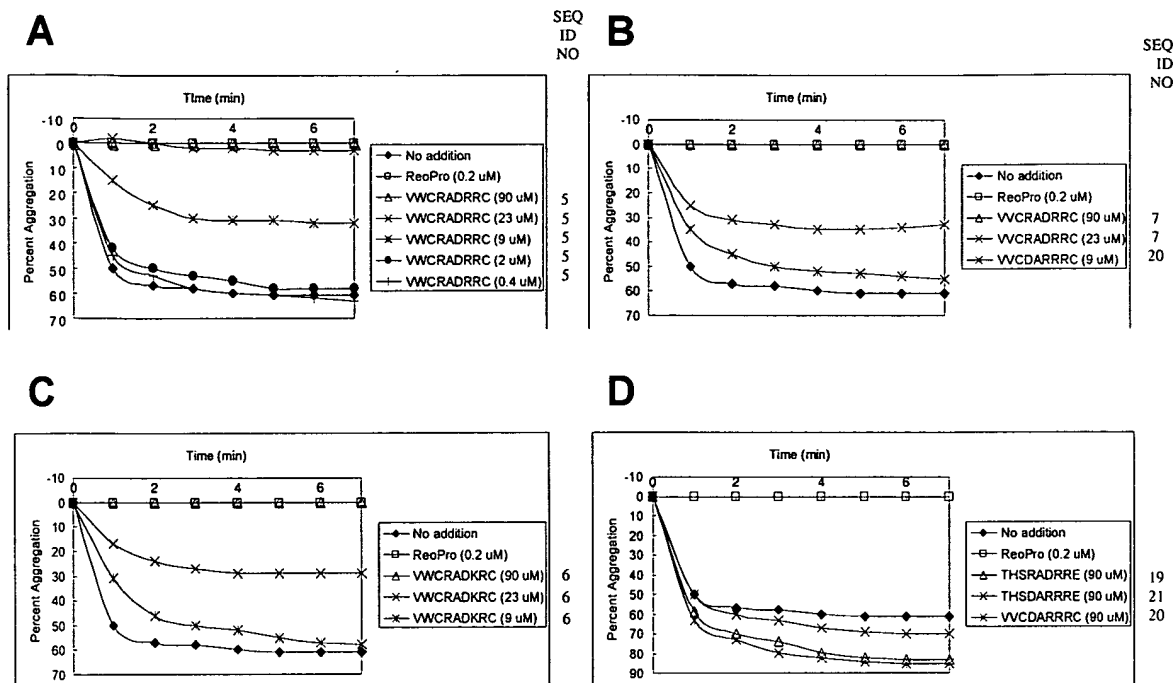 A
SEQ
ID
NO
Time (min)
0 2 4 6
-10
0
10
20
30
40
50
60
70
Percent Aggregation
No addition
ReoPro (0.2 uM)
VWCRADRRC (90 uM) 5
VWCRADRRC (23 uM) 5
VWCRADRRC (9 uM) 5
VWCRADRRC (2 uM) 5
VWCRADRRC (0.4 uM) 5
B
SEQ
ID
NO
Time (min)
0 2 4 6
-10
0
10
20
30
40
50
60
70
Percent Aggregation
No addition
ReoPro (0.2 uM)
VVCRADRRC (90 uM) 7
VVCRADRRC (23 uM) 7
VVCDARRRC (9 uM) 20
C
Time (min)
0 2 4 6
-10
0
10
20
30
40
50
60
70
Percent Aggregation
No addition
ReoPro (0.2 uM)
VWCRADKRC (90 uM) 6
VWCRADKRC (23 uM) 6
VWCRADKRC (9 uM) 6
D
Time (min)
0 2 4 6
-10
0
10
20
30
40
50
60
70
80
90
Percent Aggregation
No addition
ReoPro (0.2 uM)
THSRADRRE (90 uM) 19
THSDARRRE (90 uM) 21
VVCDARRRC (90 uM) 20